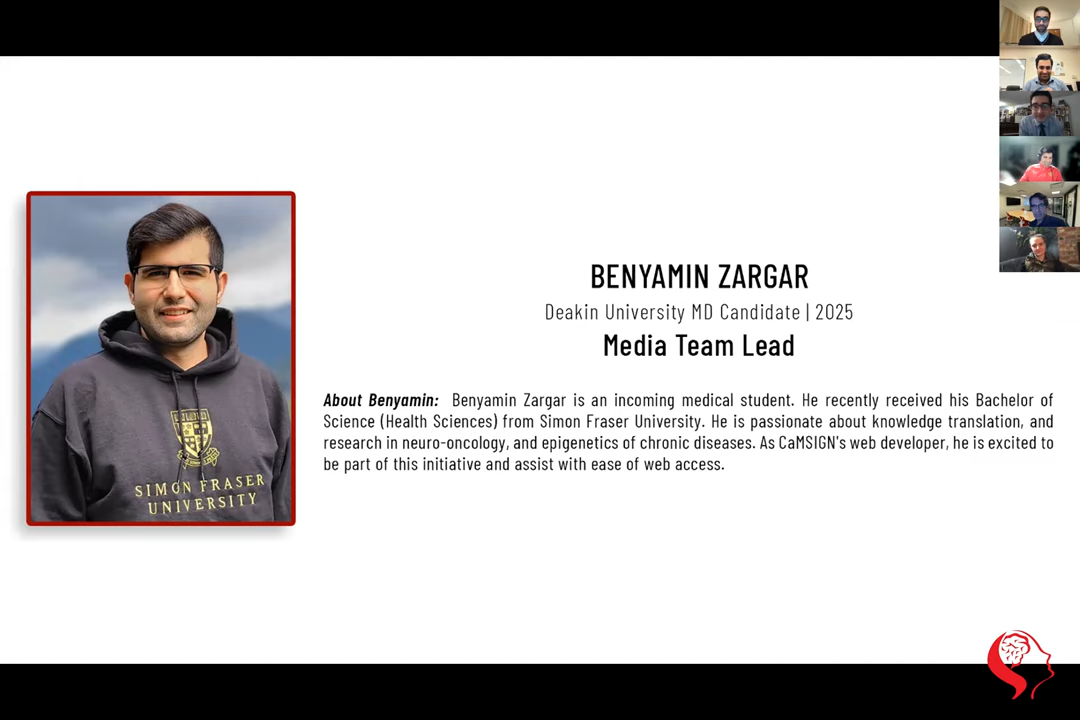 BENYAMIN ZARGAR
Deakin University MD Candidate | 2025
Media Team Lead
About Benyamin: Benyamin Zargar is an incoming medical student. He recently received his Bachelor of
Science (Health Sciences) from Simon Fraser University. He is passionate about knowledge translation, and
research in neuro-oncology, and epigenetics of chronic diseases. As CaMSIGN's web developer, he is excited to
be part of this initiative and assist with ease of web access.
SIMON FRASER
UNIVERSITY